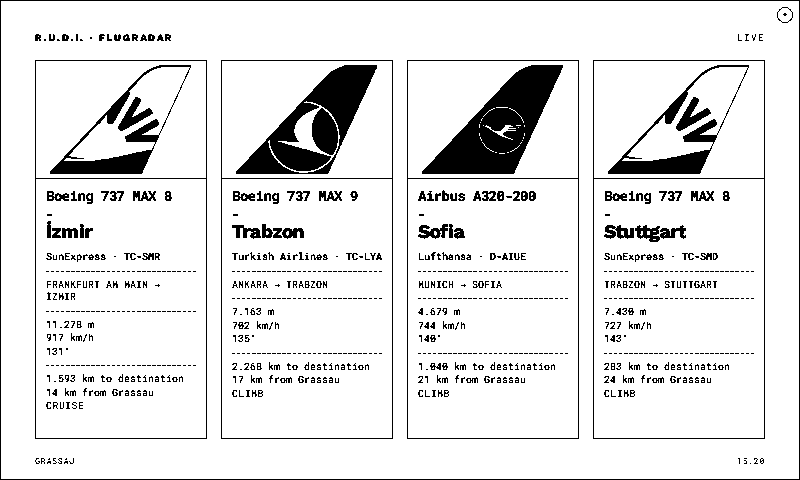 R.U.D.I. · FLUGRADAR
LIVE
Boeing 737 MAX 8
-
İzmir
SunExpress · TC-SMR
FRANKFURT AM MAIN →
IZMIR
11.278 m
917 km/h
131°
1.593 km to destination
14 km from Grassau
CRUISE
Boeing 737 MAX 9
-
Trabzon
Turkish Airlines · TC-LYA
ANKARA → TRABZON
7.163 m
702 km/h
135°
2.268 km to destination
17 km from Grassau
CLIMB
Airbus A320-200
-
Sofia
Lufthansa · D-AIUE
MUNICH → SOFIA
4.679 m
744 km/h
140°
1.040 km to destination
21 km from Grassau
CLIMB
Boeing 737 MAX 8
-
Stuttgart
SunExpress · TC-SMD
TRABZON → STUTTGART
7.430 m
727 km/h
143°
283 km to destination
24 km from Grassau
CLIMB
GRASSAU
15.20